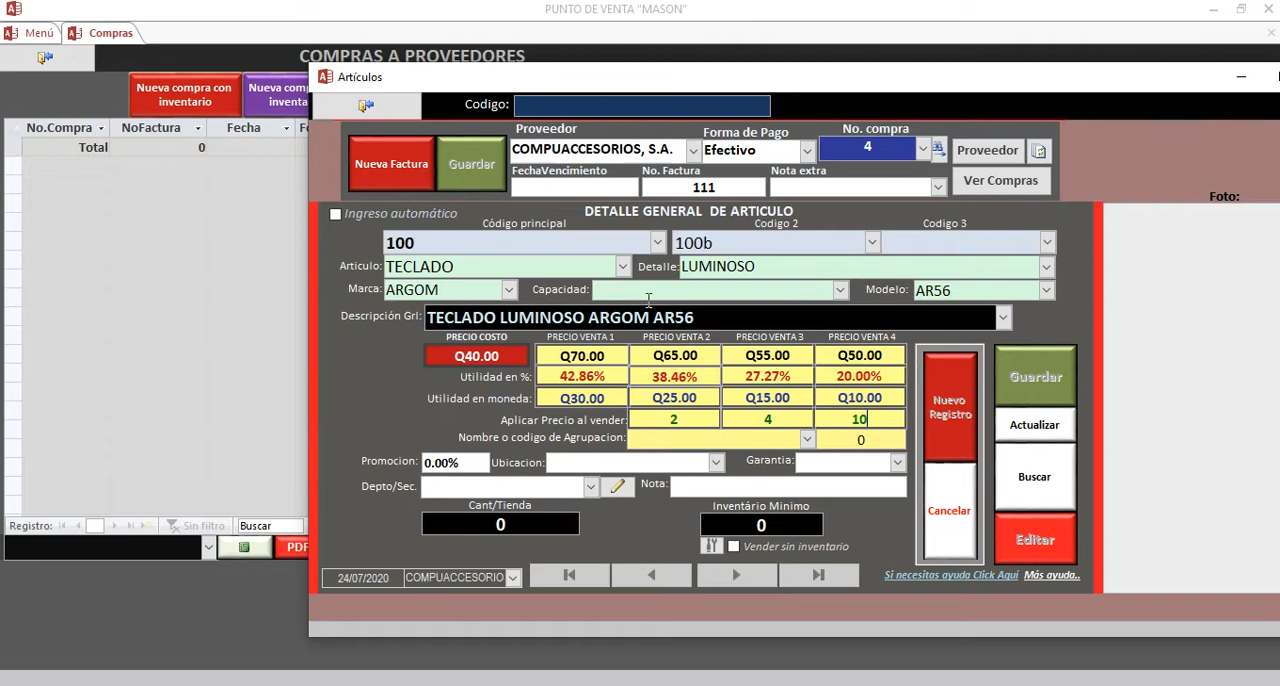 PUNTO DE VENTA "MASON"
Menú
Compras
COMPRAS A PROVEEDORES
Nueva compra con inventario
Nueva
inventa
No.Compra
NoFactura
Fecha
Total
0
Artículos
Codigo:
Proveedor
Forma de Pago
No. compra
Nueva Factura
Guardar
COMPUACCESORIOS, S.A.
Efectivo
4
Proveedor
FechaVencimiento
No. Factura
Nota extra
111
Ver Compras
Foto:
Ingreso automático
DETALLE GENERAL DE ARTICULO
Código principal
Codigo 2
Codigo 3
100
100b
Articulo:
TECLADO
Detalle:
LUMINOSO
Marca:
ARGOM
Capacidad:
Modelo:
AR56
Descripción Grl:
TECLADO LUMINOSO ARGOM AR56
PRECIO COSTO
PRECIO VENTA 1
PRECIO VENTA 2
PRECIO VENTA 3
PRECIO VENTA 4
Q40.00
Q70.00
Q65.00
Q55.00
Q50.00
Utilidad en %:
42.86%
38.46%
27.27%
20.00%
Utilidad en moneda:
Q30.00
Q25.00
Q15.00
Q10.00
Aplicar Precio al vender:
2
4
10
Nombre o codigo de Agrupacion:
0
Promocion:
0.00%
Ubicacion:
Garantia:
Depto/Sec.
Nota:
Cant/Tienda
Inventário Minimo
0
0
Vender sin inventario
Nuevo Registro
Cancelar
Guardar
Actualizar
Buscar
Editar
24/07/2020
COMPUACCESORIO
Si necesitas ayuda Click Aquí
Más ayuda..
Registro:
Sin filtro
Buscar
PDF